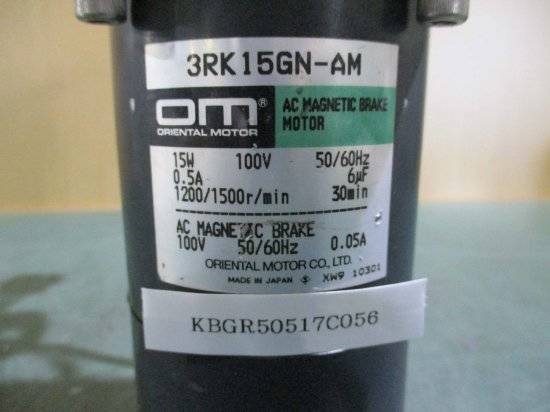 3RK15GN-AM
OM®
ORIENTAL MOTOR
AC MAGNETIC BRAKE
MOTOR
15W 100V 50/60Hz
0.5A 6µF
1200/1500r/min 30min
AC MAGNETIC BRAKE
100V 50/60Hz 0.05A
ORIENTAL MOTOR CO., LTD.
MADE IN JAPAN Ⓢ XW9 10301
KBGR50517C056